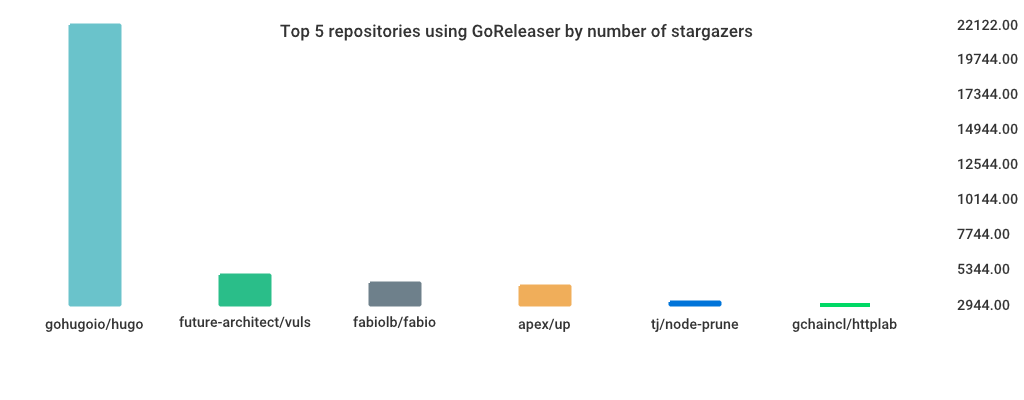 Top 5 repositories using GoReleaser by number of stargazers
22122.00
19744.00
17344.00
14944.00
12544.00
10144.00
7744.00
5344.00
2944.00
gohugoio/hugo
future-architect/vuls
fabiolb/fabio
apex/up
tj/node-prune
gchaincl/httplab